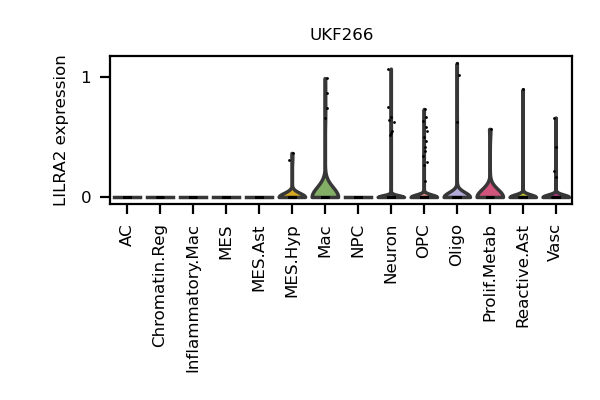 UKF266
LILRA2 expression
1
0
AC
Chromatin.Reg
Inflammatory.Mac
MES
MES.Ast
MES.Hyp
Mac
NPC
Neuron
OPC
Oligo
Prolif.Metab
Reactive.Ast
Vasc